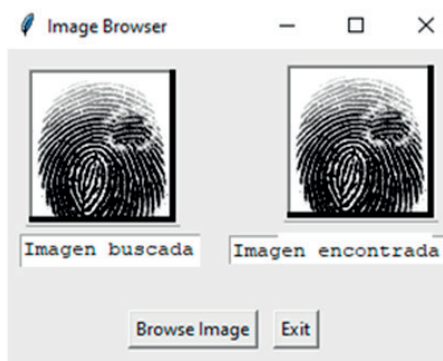 Image Browser
Imagen buscada
Imagen encontrada
Browse Image
Exit